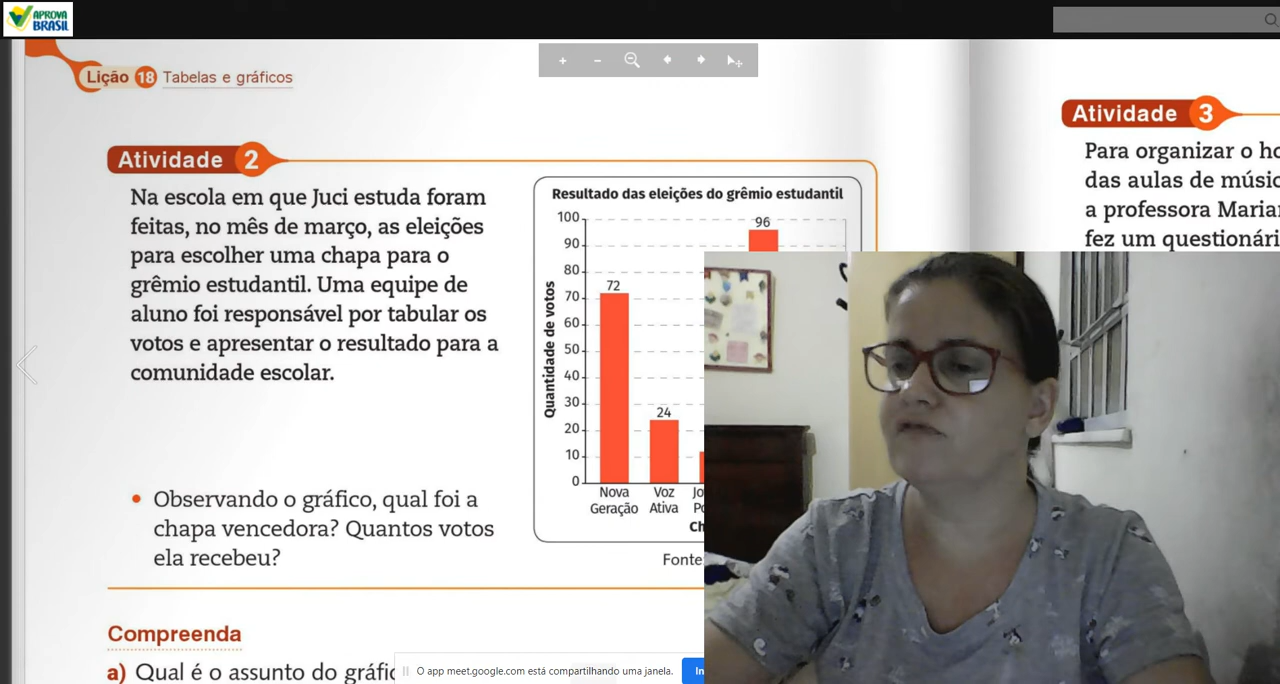 APROVA
BRASIL
Lição 18 Tabelas e gráficos
Atividade 2
Na escola em que Juci estuda foram
feitas, no mês de março, as eleições
para escolher uma chapa para o
grêmio estudantil. Uma equipe de
aluno foi responsável por tabular os
votos e apresentar o resultado para a
comunidade escolar.
Observando o gráfico, qual foi a
chapa vencedora? Quantos votos
ela recebeu?
Resultado das eleições do grêmio estudantil
Quantidade de votos
100
90
80
70
60
50
40
30
20
10
0
72
24
96
Nova
Geração
Voz
Ativa
Jo
Po
Ch
Fonte
Compreenda
a) Qual é o assunto do gráfic
Atividade 3
Para organizar o ho
das aulas de músic
a professora Maria
fez um questionári
O app meet.google.com está compartilhando uma janela.
In